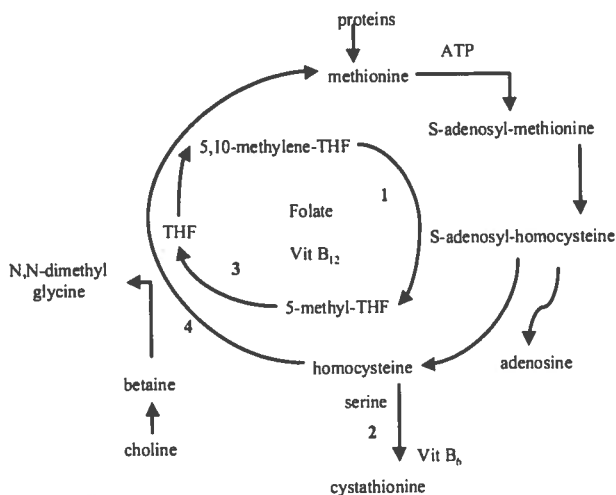 proteins
ATP
methionine
S-adenosyl-methionine
5,10-methylene-THF
1
Folate
THF
Vit B₁₂
S-adenosyl-homocysteine
3
N,N-dimethyl
glycine
5-methyl-THF
4
homocysteine
adenosine
betaine
serine
2
choline
Vit B₆
cystathionine